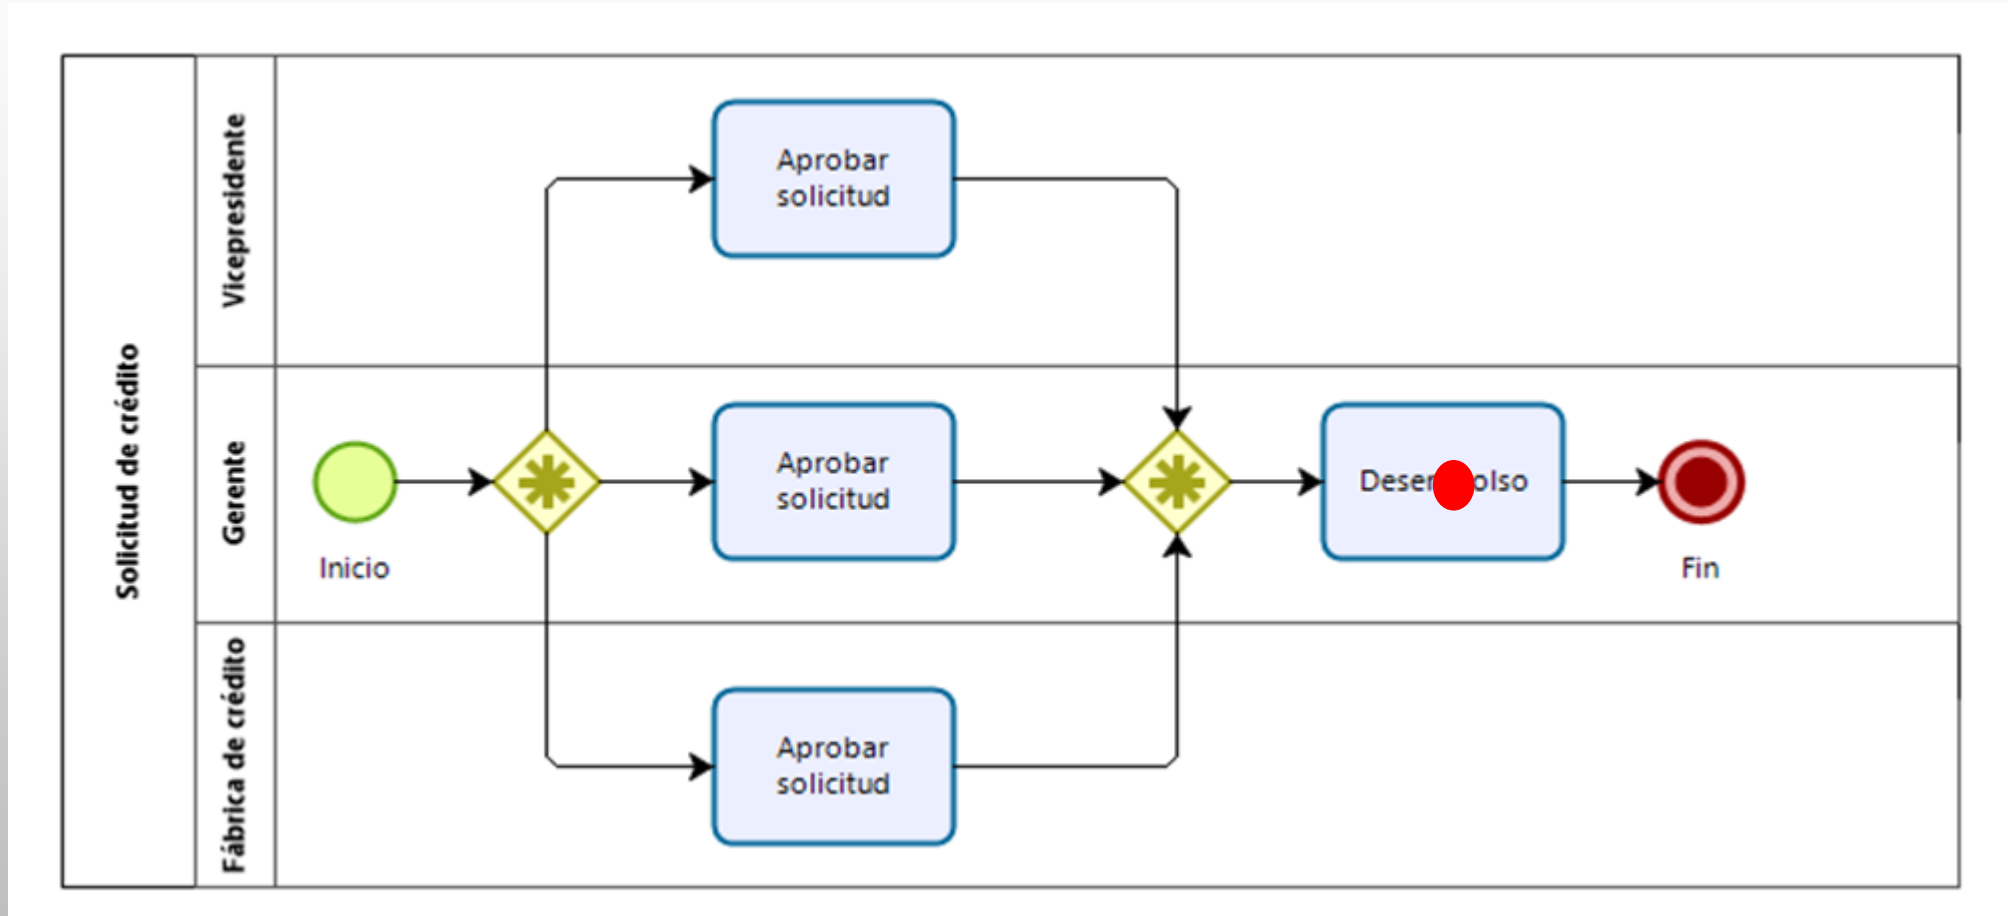 Solicitud de crédito
Vicepresidente
Aprobar
solicitud
Gerente
Inicio
Aprobar
solicitud
Fin
Fábrica de crédito
Aprobar
solicitud